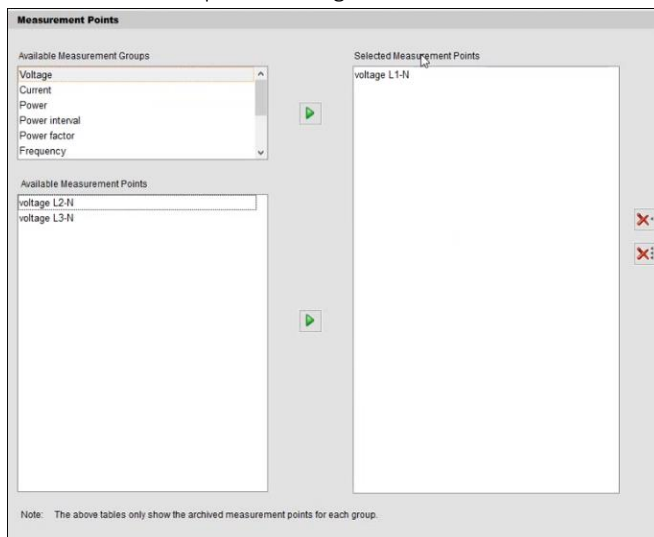 Measurement Points
Available Measurement Groups
Voltage
Current
Power
Power interval
Power factor
Frequency
Available Measurement Points
voltage L2-N
voltage L3-N
Selected Measurement Points
voltage L1-N
Note: The above tables only show the archived measurement points for each group.